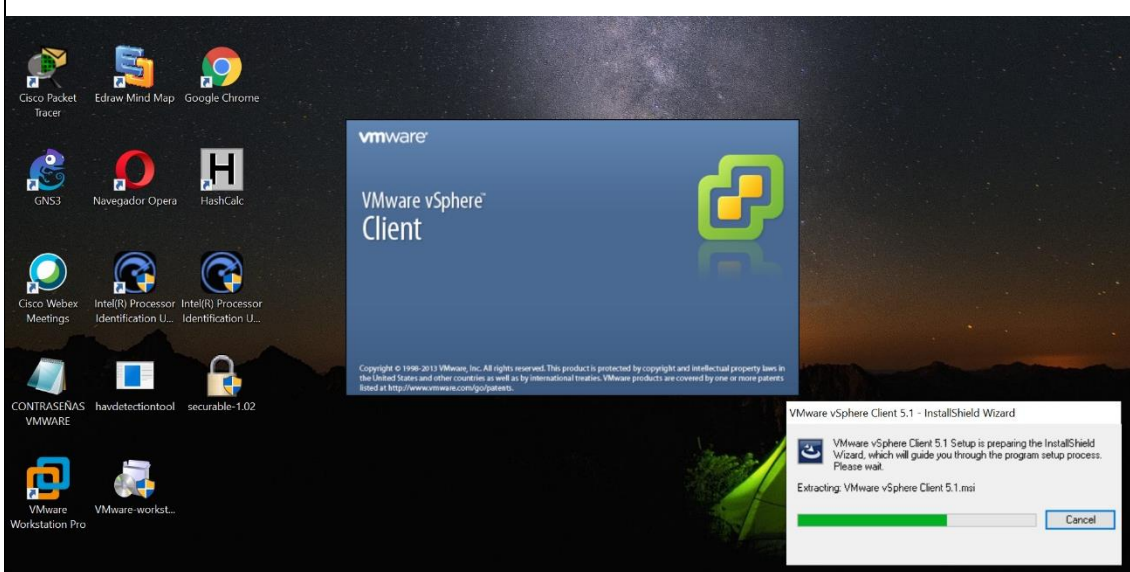 Cisco Packet
Tracer
Edraw Mind Map
Google Chrome
GNS3
Navegador Opera
H
HashCalc
Cisco Webex
Meetings
Intel(R) Processor
Identification U...
Intel(R) Processor
Identification U...
CONTRASEÑAS
VMWARE
havdetectiontool
securable-1.02
VMware
Workstation Pro
VMware-workst...
vmware
VMware vSphere™
Client
Copyright © 1998-2013 VMware, Inc. All rights reserved. This product is protected by copyright and intellectual property laws in
the United States and other countries as well as by international treaties. VMware products are covered by one or more patents
listed at http://www.vmware.com/go/patents.
VMware vSphere Client 5.1 - InstallShield Wizard
VMware vSphere Client 5.1 Setup is preparing the InstallShield
Wizard, which will guide you through the program setup process.
Please wait.
Extracting: VMware vSphere Client 5.1.msi
Cancel